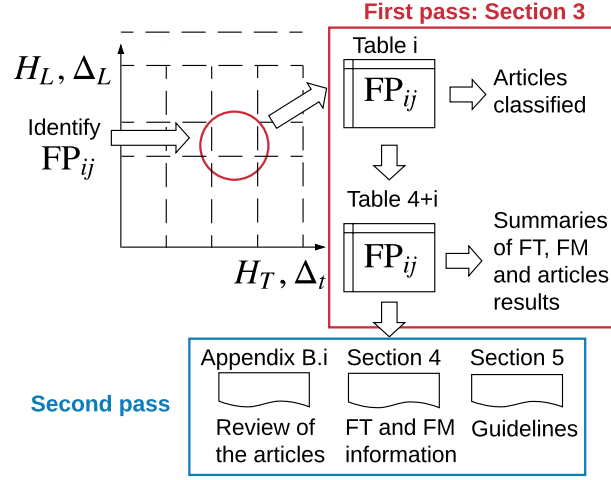 First pass: Section 3
H_L, Δ_L
Identify
FP_ij
H_T, Δ_t
Table i
FP_ij
Articles
classified
Table 4+i
FP_ij
Summaries
of FT, FM
and articles
results
Second pass
Appendix B.i
Review of
the articles
Section 4
FT and FM
information
Section 5
Guidelines